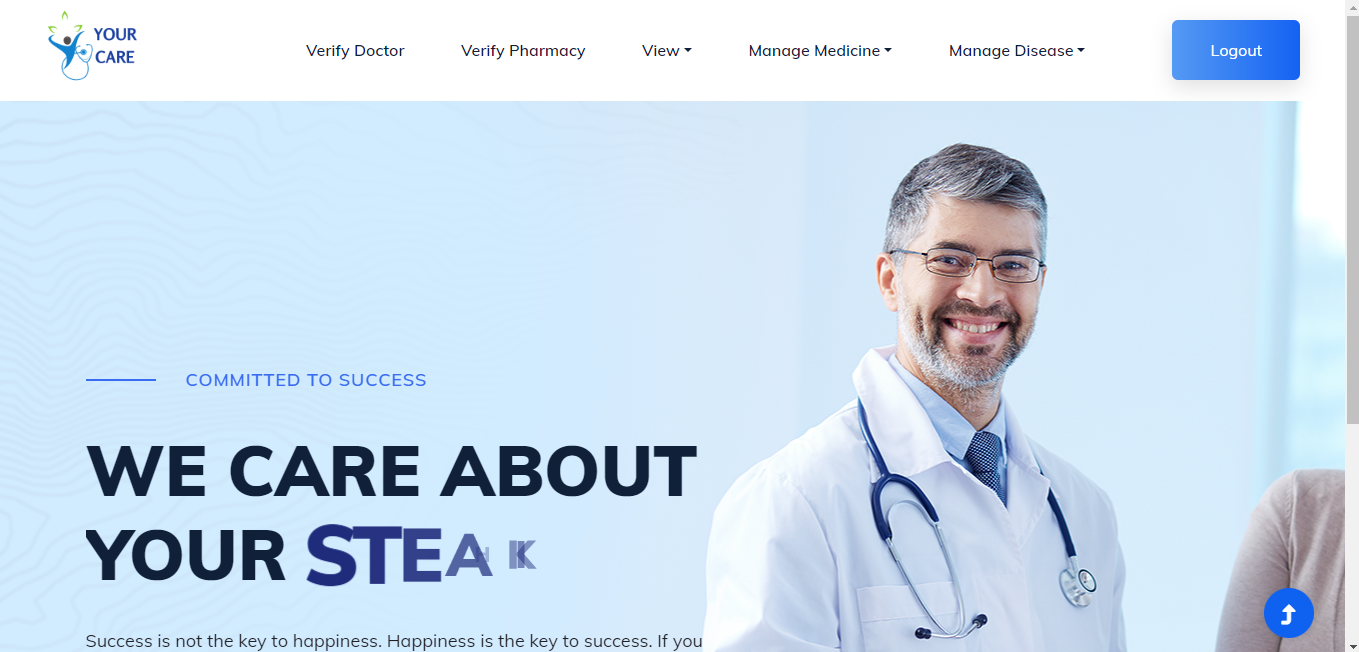 YOUR
CARE
Verify Doctor
Verify Pharmacy
View
Manage Medicine
Manage Disease
Logout
COMMITTED TO SUCCESS
WE CARE ABOUT
YOUR
Success is not the key to happiness. Happiness is the key to success. If you